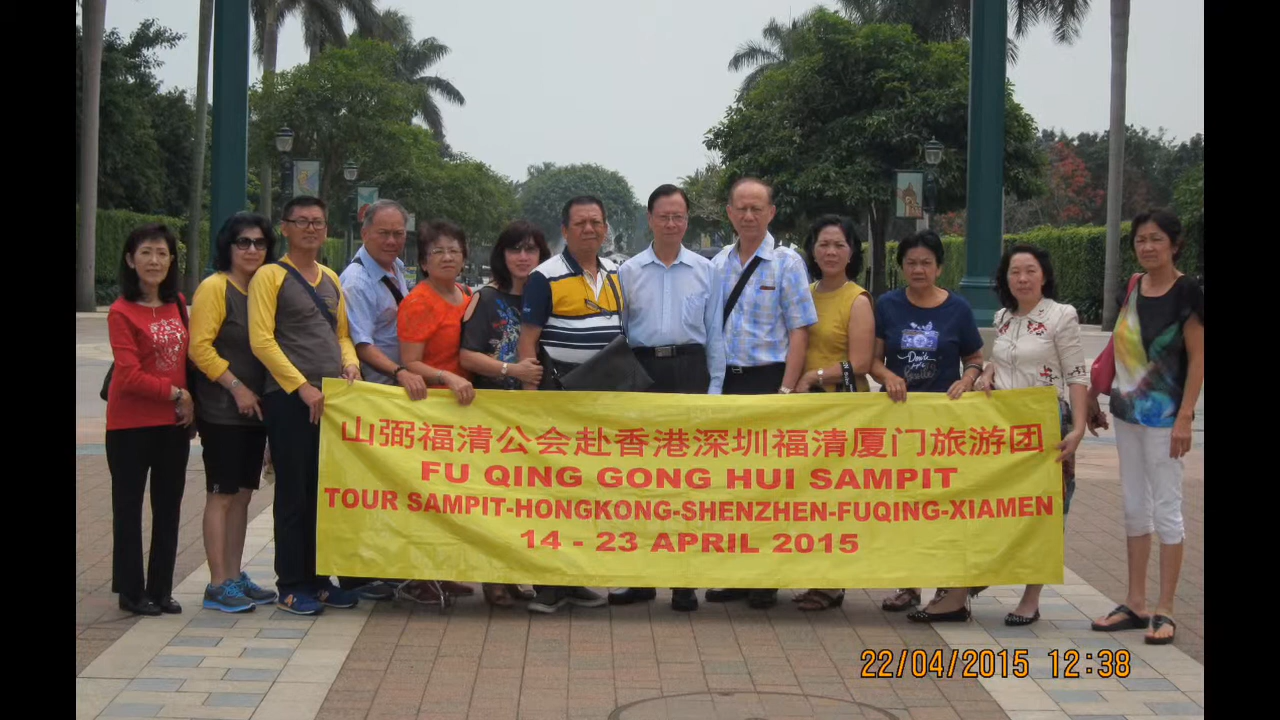 山弼福清公会赴香港深圳福清厦门旅游团
FU QING GONG HUI SAMPIT
TOUR SAMPIT-HONGKONG-SHENZHEN-FUQING-XIAMEN
14 - 23 APRIL 2015
22/04/2015 12:38